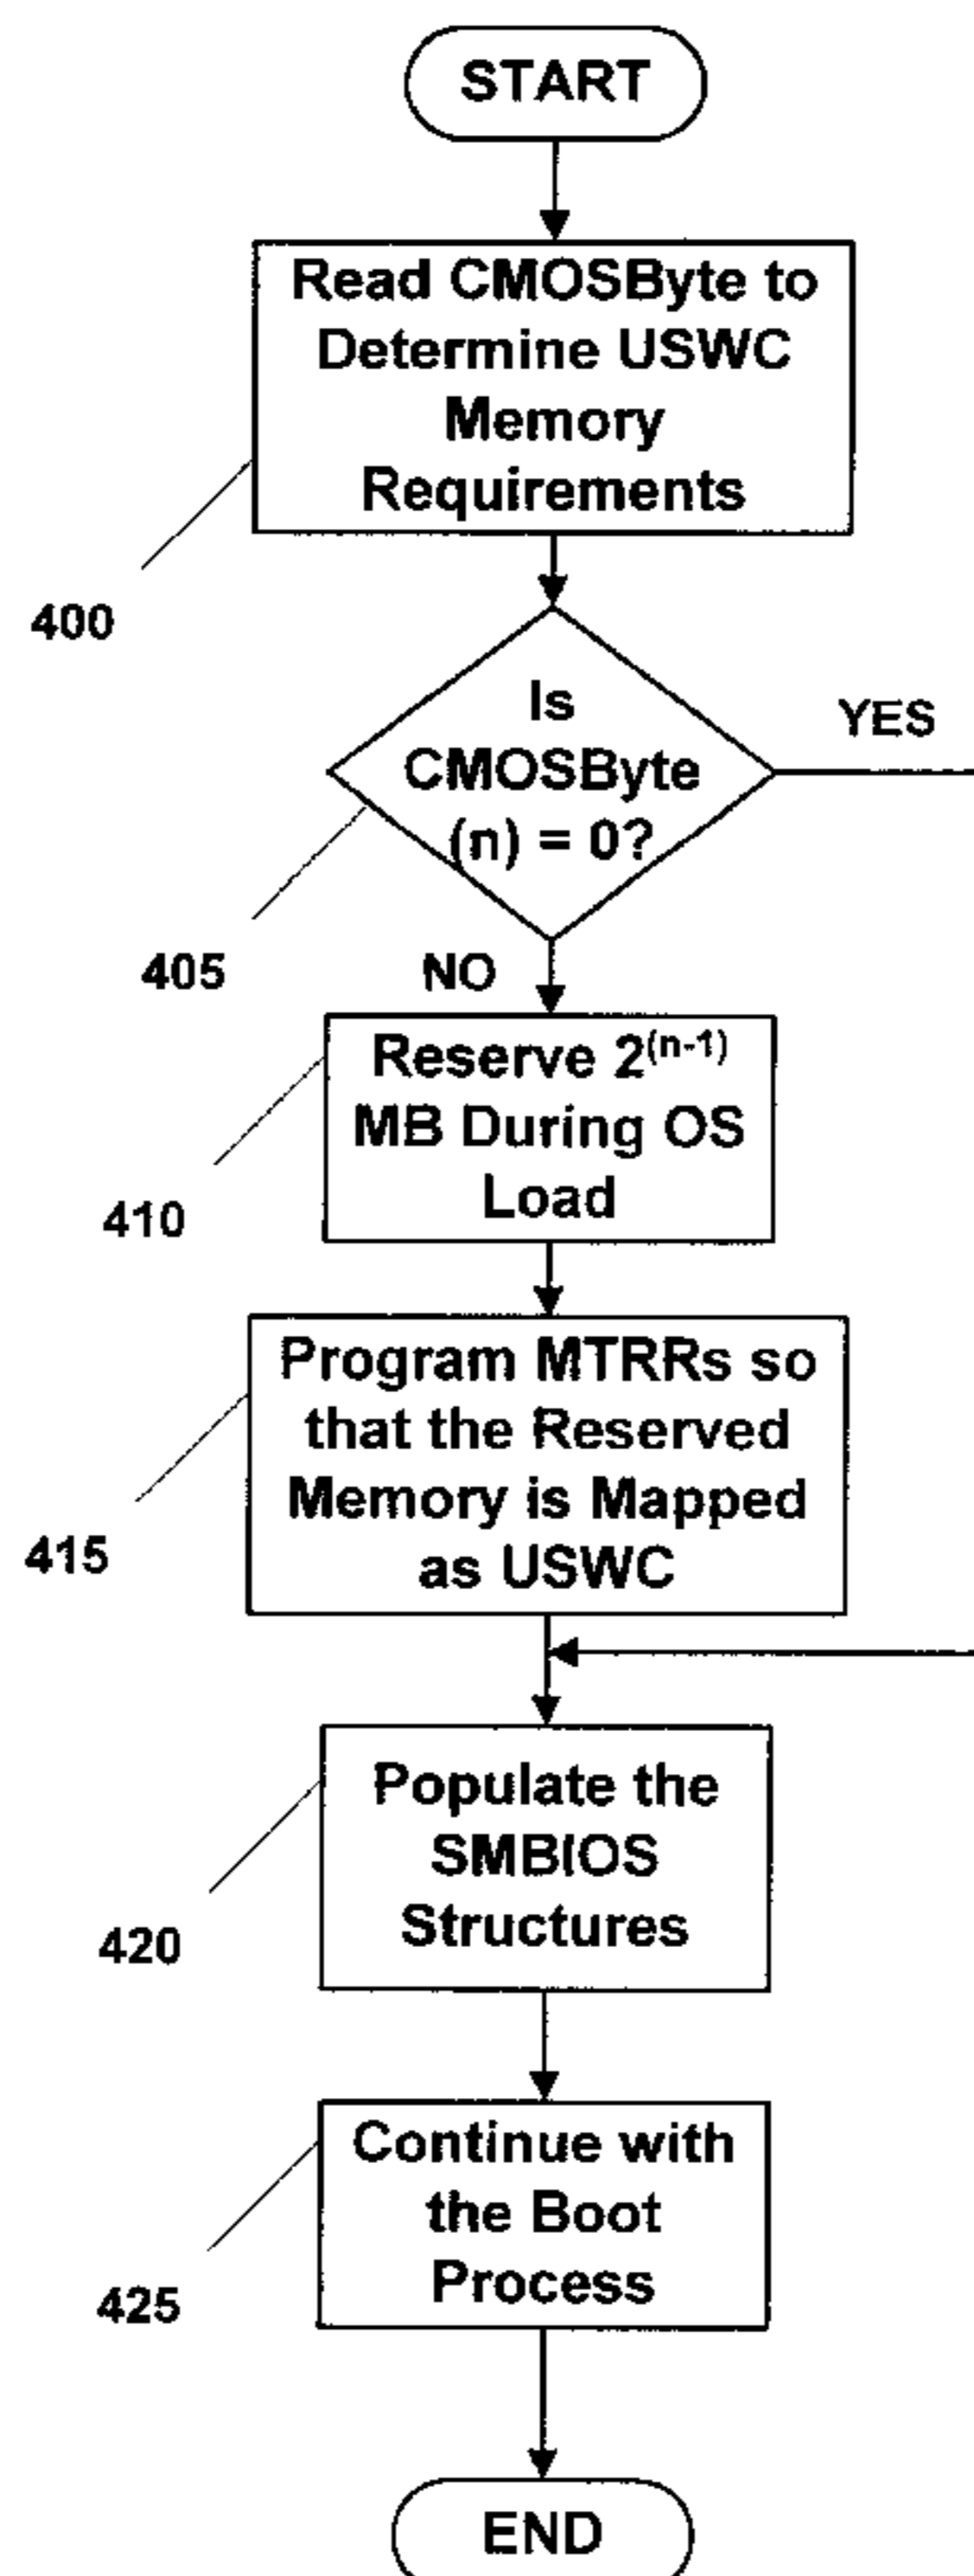 START
Read CMOSByte to
Determine USWC
Memory
Requirements
400
Is
CMOSByte
(n) = 0?
YES
405
NO
Reserve 2^(n-1)
MB During OS
Load
410
Program MTRRs so
that the Reserved
Memory is Mapped
as USWC
415
Populate the
SMBIOS
Structures
420
Continue with
the Boot
Process
425
END